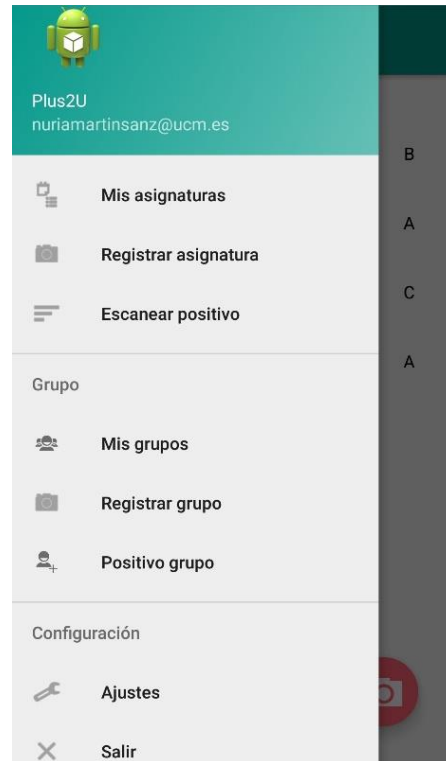 Plus2U
nuriamartinsanz@ucm.es
Mis asignaturas
Registrar asignatura
Escanear positivo
Grupo
Mis grupos
Registrar grupo
Positivo grupo
Configuración
Ajustes
Salir
B
A
C
A